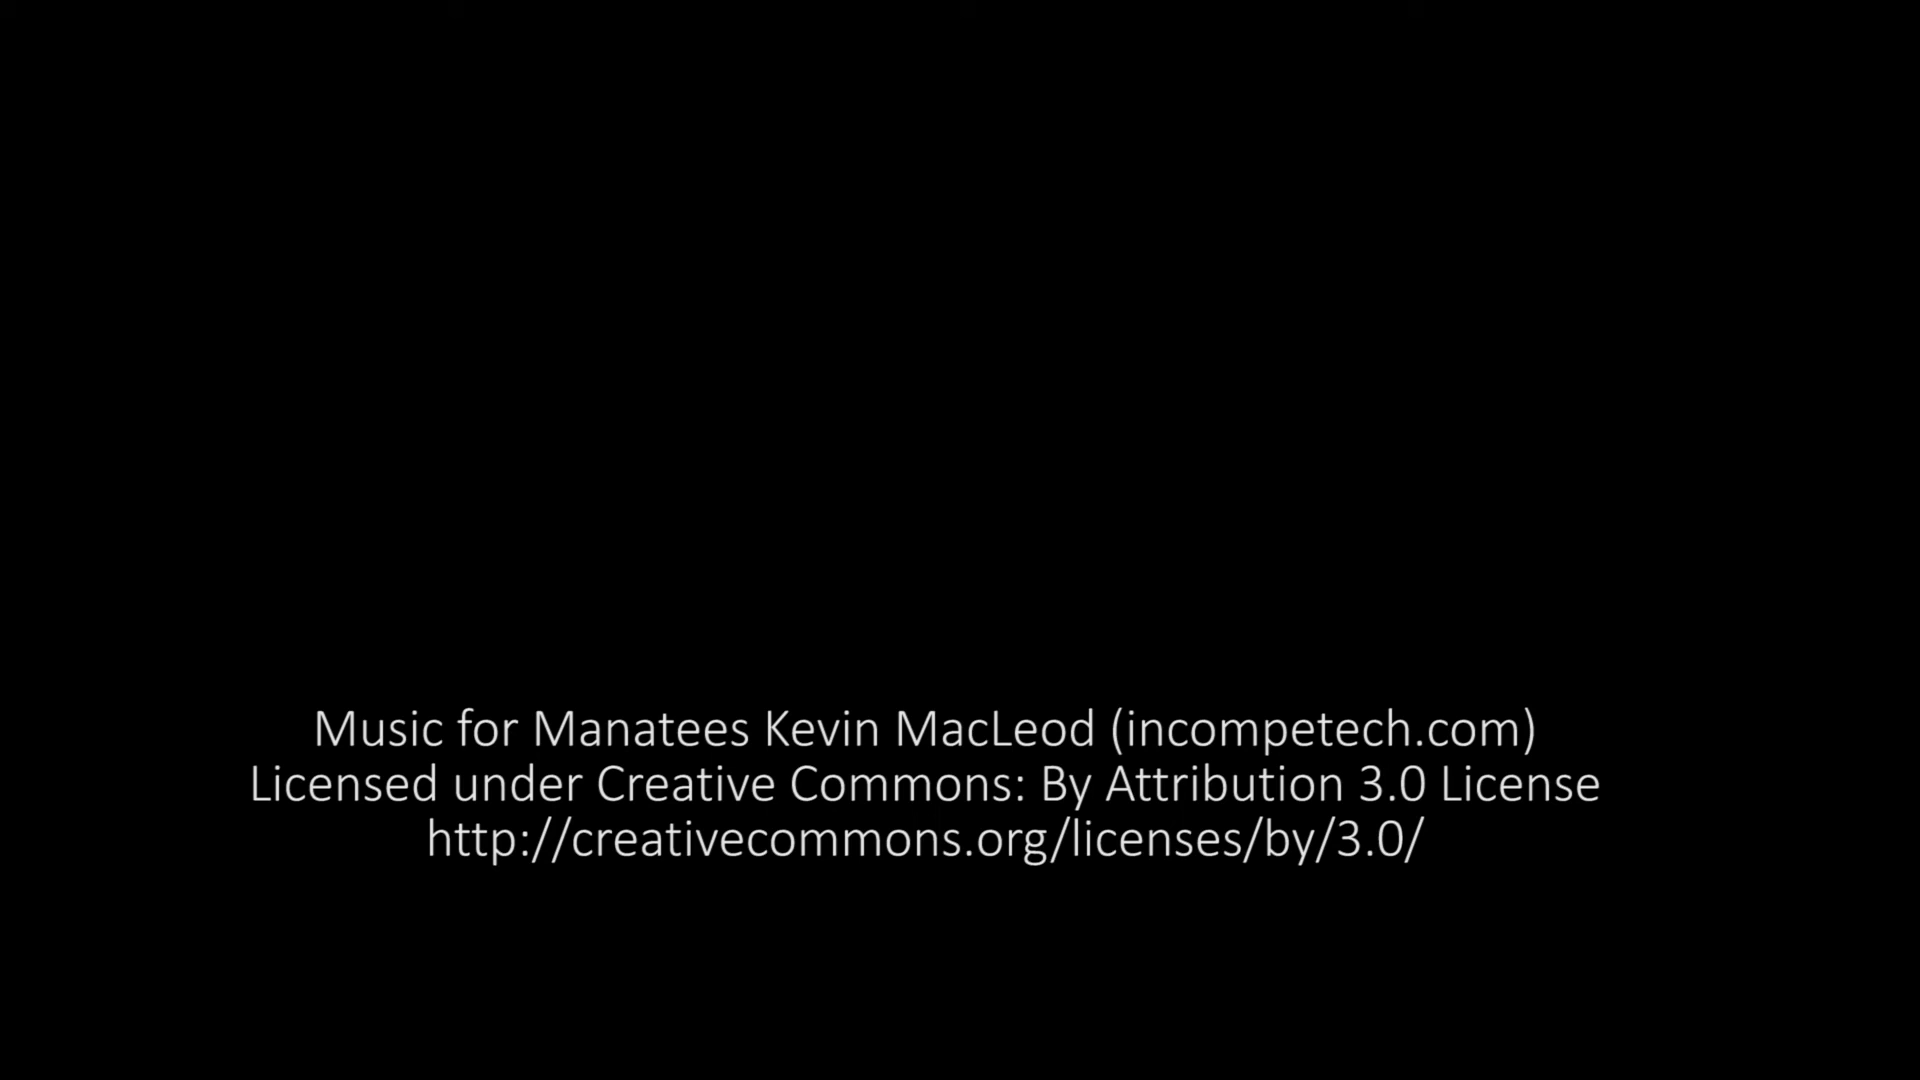 Music for Manatees Kevin MacLeod (incompetech.com)
Licensed under Creative Commons: By Attribution 3.0 License
http://creativecommons.org/licenses/by/3.0/